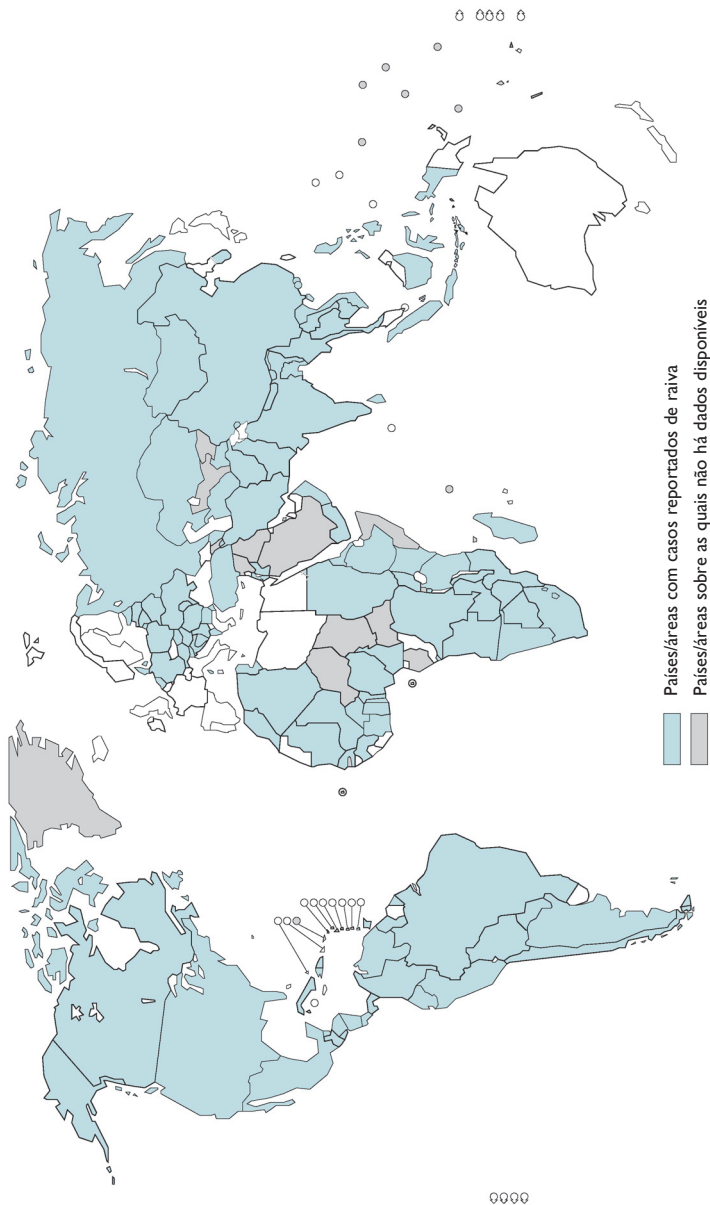 Países/áreas com casos reportados de raiva
Países/áreas sobre as quais não há dados disponíveis